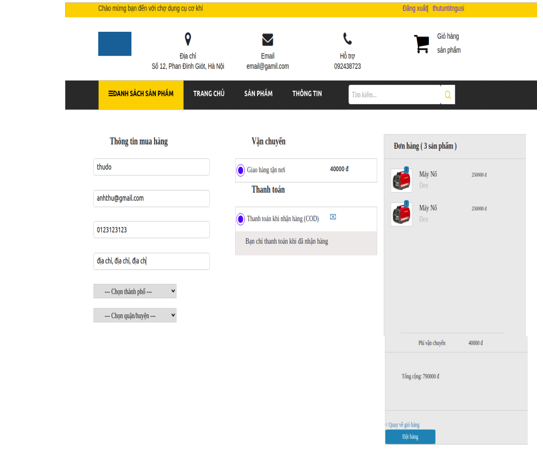 Chào mừng bạn đến với chợ dụng cụ cơ khí
Đăng xuất| thutuntngusi
Địa chỉ
Số 12, Phan Đình Giót, Hà Nội
Email
email@gamil.com
Hỗ trợ
092438723
Giỏ hàng
sản phẩm
DANH SÁCH SẢN PHẨM
TRANG CHỦ
SẢN PHẨM
THÔNG TIN
Tìm kiếm...
Thông tin mua hàng
thudo
anhthu@gmail.com
0123123123
địa chỉ, địa chỉ, địa ch
--- Chọn thành phố ---
--- Chọn quận/huyện ---
Vận chuyển
Giao hàng tận nơi 40000 đ
Thanh toán
Thanh toán khi nhận hàng (COD)
Bạn chỉ thanh toán khi đã nhận hàng
Đơn hàng ( 3 sản phẩm )
Máy Nổ 250000 đ
Đen
Máy Nổ 250000 đ
Đen
Phí vận chuyển 40000 đ
Tổng cộng: 790000 đ
< Quay về giỏ hàng
Đặt hàng